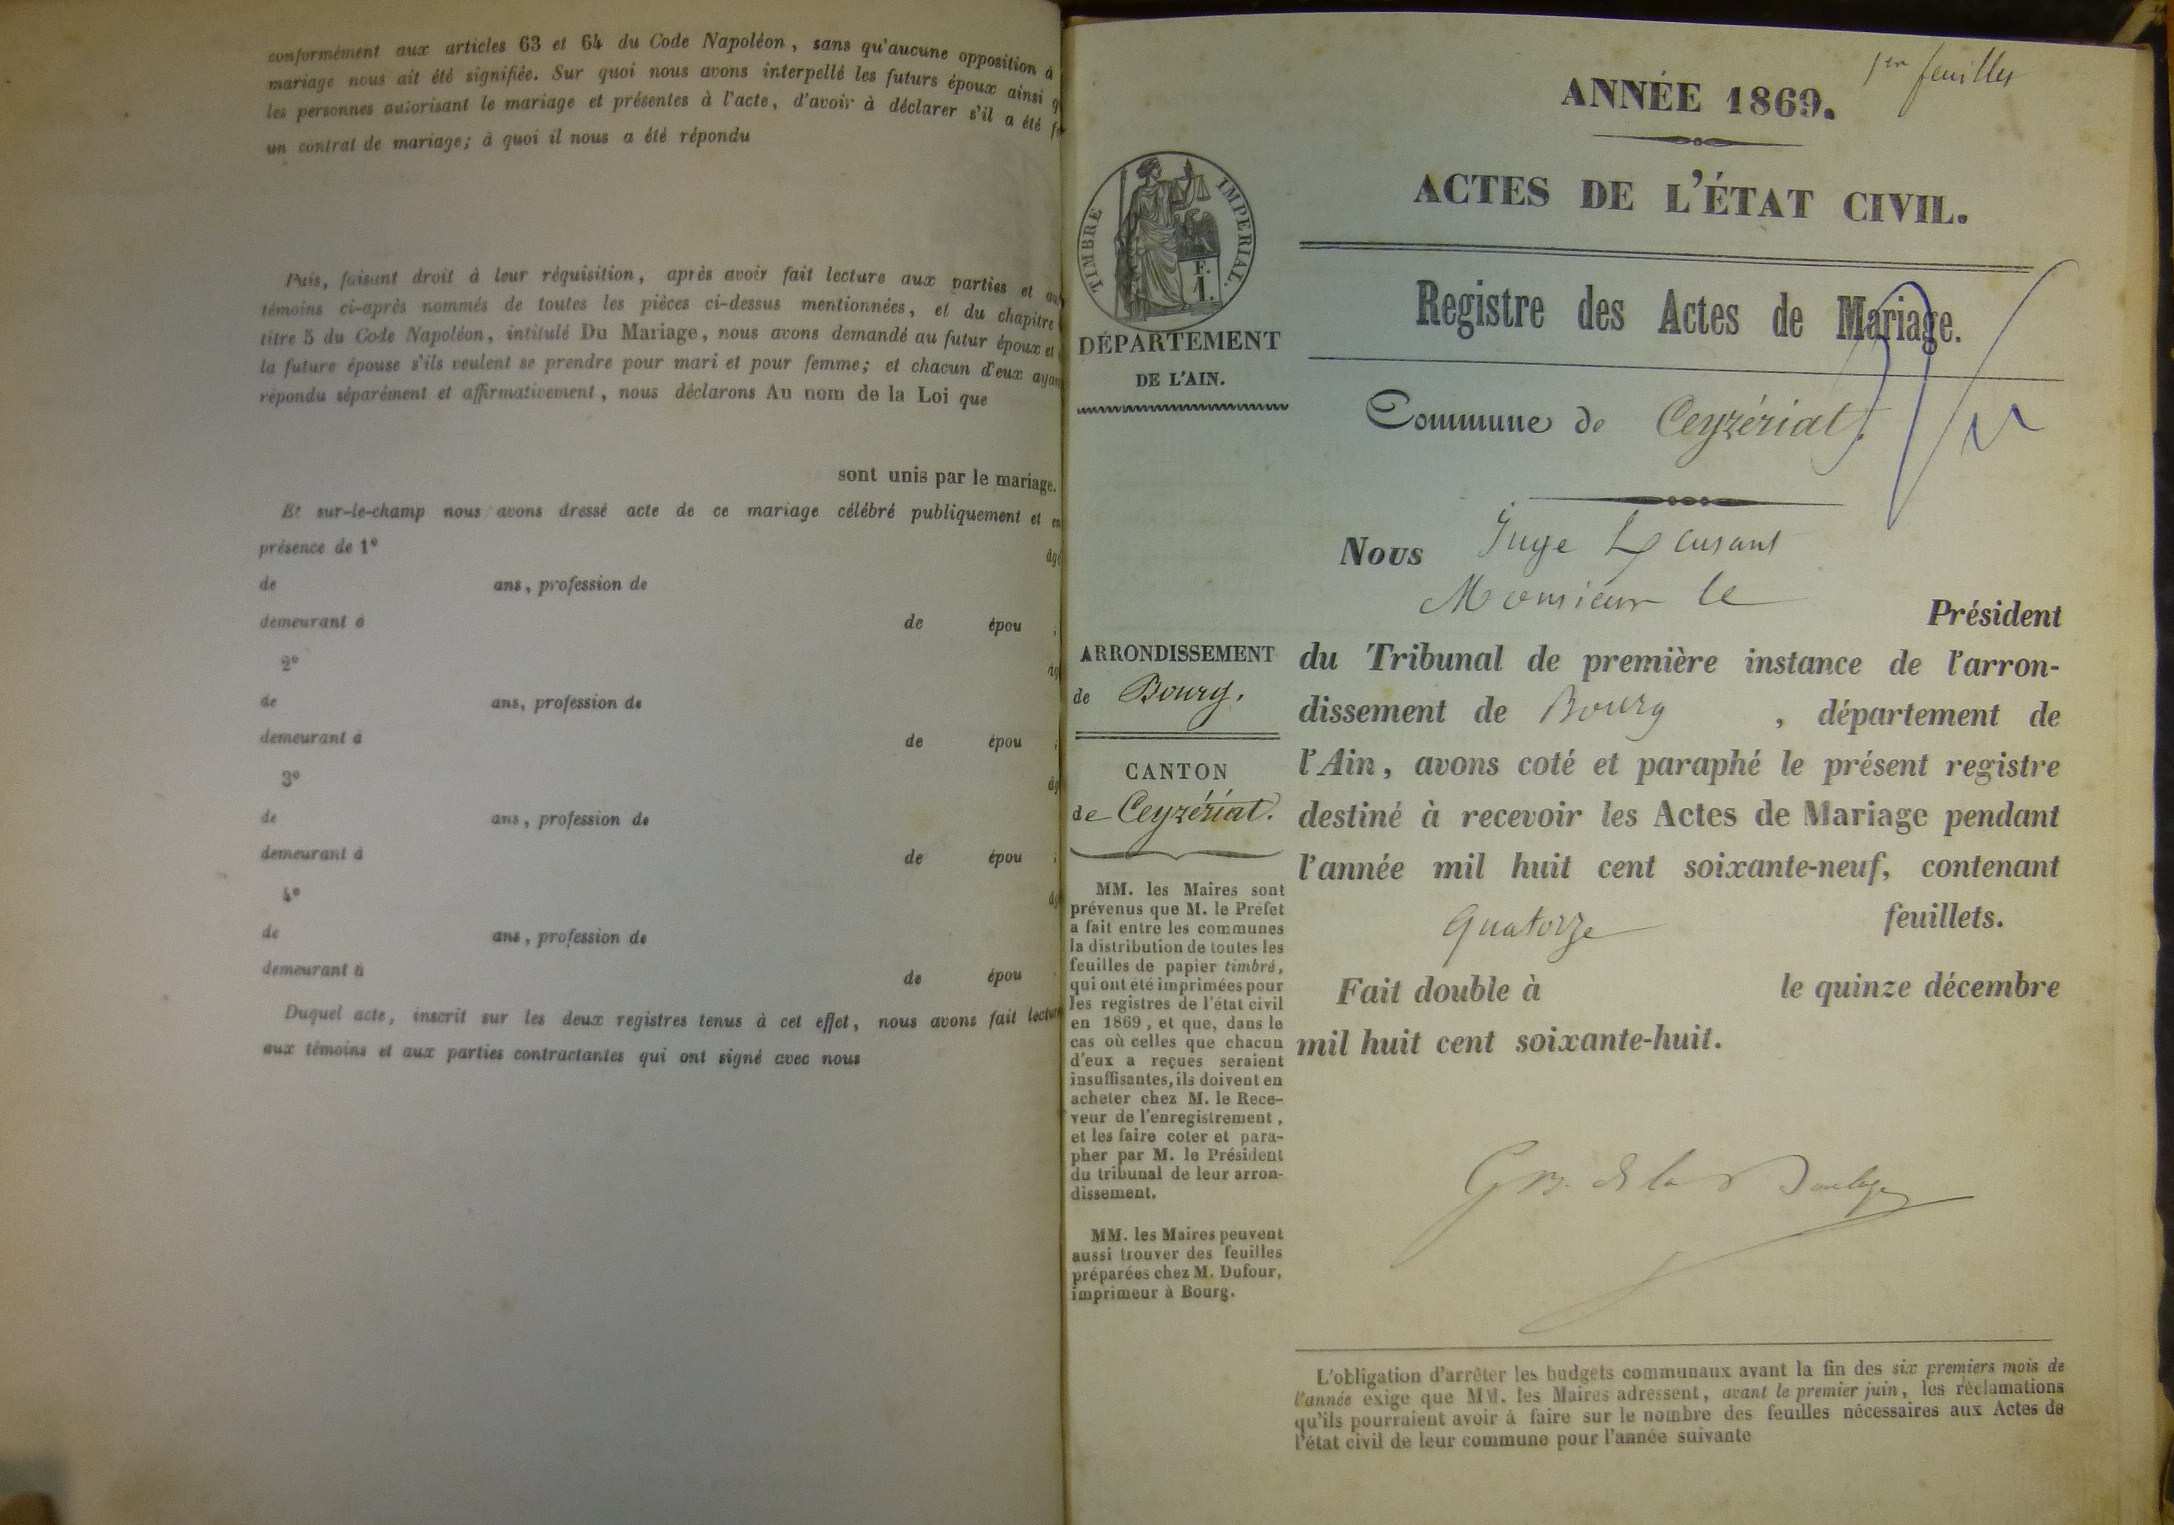 conformément aux articles 63 et 64 du Code Napoléon, sans qu'aucune opposition à
mariage nous ait été signifiée. Sur quoi nous avons interpellé les futurs époux ainsi
les personnes autorisant le mariage et présentes à l'acte, d'avoir à déclarer s'il a été
un contrat de mariage; à quoi il nous a été répondu
Puis, faisant droit à leur réquisition, après avoir fait lecture aux parties et
témoins ci-après nommés de toutes les pièces ci-dessus mentionnées, et du chapitre
titre 5 du Code Napoléon, intitulé Du Mariage, nous avons demandé au futur époux et
la future épouse s'ils veulent se prendre pour mari et pour femme; et chacun d'eux
répondu séparément et affirmativement, nous déclarons Au nom de la Loi que
sont unis par le mariage.
Et sur-le-champ nous avons dressé acte de ce mariage célébré publiquement et
présence de 1º âgé
de ans, profession de
demeurant à de épou ;
2º
de ans, profession de
demeurant à de épou ;
3º
de ans, profession de
demeurant à de épou ;
4º
de ans, profession de
demeurant à de épou
Duquel acte, inscrit sur les deux registres tenus à cet effet, nous avons fait lecture
aux témoins et aux parties contractantes qui ont signé avec nous
1er feuillet
ANNÉE 1869.
ACTES DE L'ÉTAT CIVIL.
Registre des Actes de Mariage.
Commune de Ceyzériat.
TIMBRE IMPERIAL.
F.
1.
DÉPARTEMENT
DE L'AIN.
ARRONDISSEMENT
de Bourg.
CANTON
de Ceyzériat.
MM. les Maires sont
prévenus que M. le Préfet
a fait entre les communes
la distribution de toutes les
feuilles de papier timbré,
qui ont été imprimées pour
les registres de l'état civil
en 1869, et que, dans le
cas où celles que chacun
d'eux a reçues seraient
insuffisantes, ils doivent en
acheter chez M. le Rece-
veur de l'enregistrement,
et les faire coter et para-
pher par M. le Président
du tribunal de leur arron-
dissement.
MM. les Maires peuvent
aussi trouver des feuilles
préparées chez M. Dufour,
imprimeur à Bourg.
Nous Juge
Monsieur le
Président
du Tribunal de première instance de l'arron-
dissement de Bourg, département de
l'Ain, avons coté et paraphé le présent registre
destiné à recevoir les Actes de Mariage pendant
l'année mil huit cent soixante-neuf, contenant
quatorze feuillets.
Fait double à le quinze décembre
mil huit cent soixante-huit.
L'obligation d'arrêter les budgets communaux avant la fin des six premiers mois de
l'année exige que MM. les Maires adressent, avant le premier juin, les réclamations
qu'ils pourraient avoir à faire sur le nombre des feuilles nécessaires aux Actes de
l'état civil de leur commune pour l'année suivante